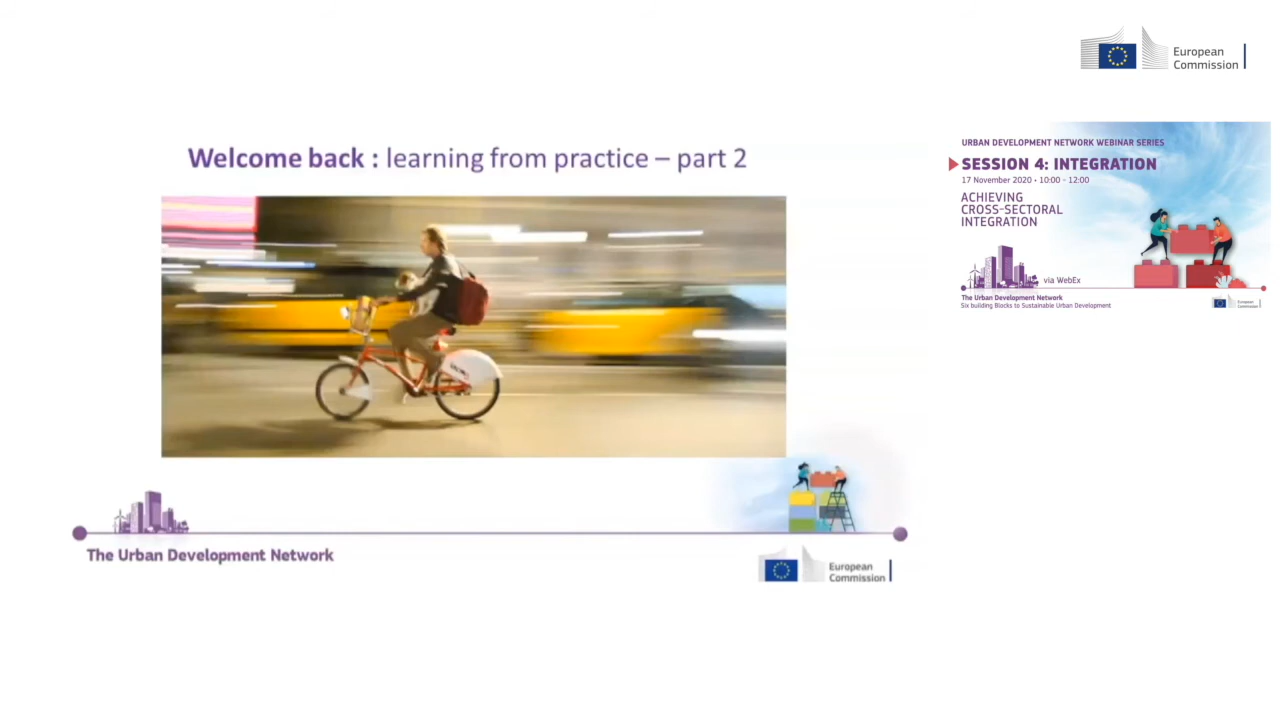 European
Commission
Welcome back : learning from practice – part 2
URBAN DEVELOPMENT NETWORK WEBINAR SERIES
SESSION 4: INTEGRATION
17 November 2020 • 10:00 - 12:00
ACHIEVING
CROSS-SECTORAL
INTEGRATION
via WebEx
The Urban Development Network
Six building Blocks to Sustainable Urban Development
European
Commission
The Urban Development Network
European
Commission